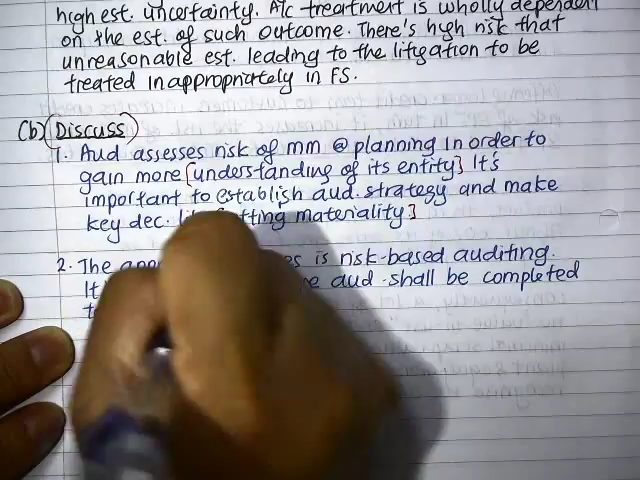 high est. uncertainty. A/c treatment is wholly dependent
on the est. of such outcome. There's high risk that
unreasonable est. leading to the litigation to be
treated inappropriately in FS.
(b) Discuss
1. Aud assesses risk of mm @ planning in order to
gain more [understanding of its entity] It's
important to establish aud. strategy and make
key dec. materiality]
2. The is risk-based auditing.
It aud. shall be completed